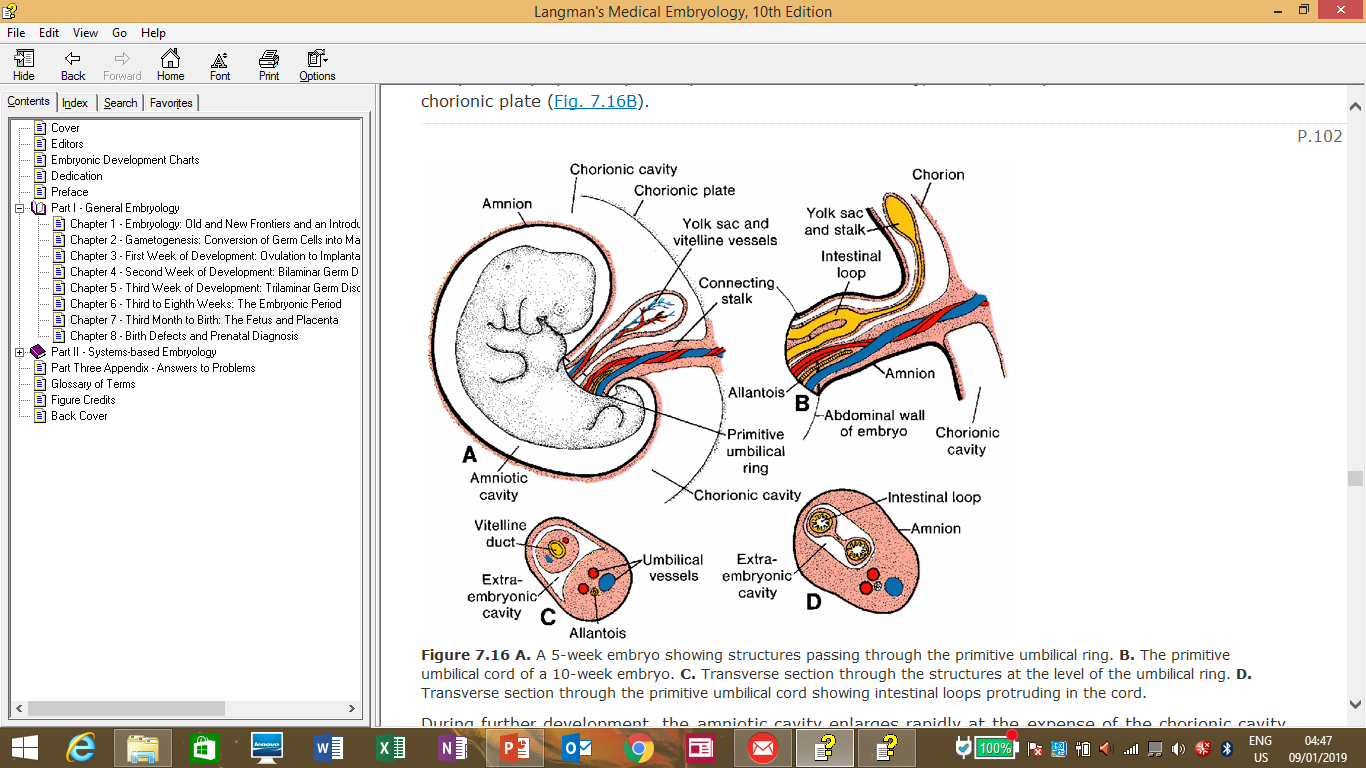 Langman's Medical Embryology, 10th Edition
File Edit View Go Help
Hide Back Forward Home Font Print Options
Contents Index Search Favorites
Cover
Editors
Embryonic Development Charts
Dedication
Preface
Part I - General Embryology
Chapter 1 - Embryology: Old and New Frontiers and an Introdu
Chapter 2 - Gametogenesis: Conversion of Germ Cells into Ma
Chapter 3 - First Week of Development: Ovulation to Implanta
Chapter 4 - Second Week of Development: Bilaminar Germ D
Chapter 5 - Third Week of Development: Trilaminar Germ Disc
Chapter 6 - Third to Eighth Weeks: The Embryonic Period
Chapter 7 - Third Month to Birth: The Fetus and Placenta
Chapter 8 - Birth Defects and Prenatal Diagnosis
Part II - Systems-based Embryology
Part Three Appendix - Answers to Problems
Glossary of Terms
Figure Credits
Back Cover
chorionic plate (Fig. 7.16B).
P.102
Chorionic cavity
Chorionic plate
Amnion
Yolk sac and
vitelline vessels
Connecting
stalk
Primitive
umbilical
ring
A
Amniotic
cavity
Chorionic cavity
Chorion
Yolk sac
and stalk
Intestinal
loop
Allantois
B
Amnion
Abdominal wall
of embryo
Chorionic
cavity
Vitelline
duct
Umbilical
vessels
Extra-
embryonic
cavity
C
Allantois
Intestinal loop
Amnion
Extra-
embryonic
cavity
D
Figure 7.16 A. A 5-week embryo showing structures passing through the primitive umbilical ring. B. The primitive
umbilical cord of a 10-week embryo. C. Transverse section through the structures at the level of the umbilical ring. D.
Transverse section through the primitive umbilical cord showing intestinal loops protruding in the cord.
During further development, the amniotic cavity enlarges rapidly at the expense of the chorionic cavity
lenovo
100%
ENG
US
04:47
09/01/2019